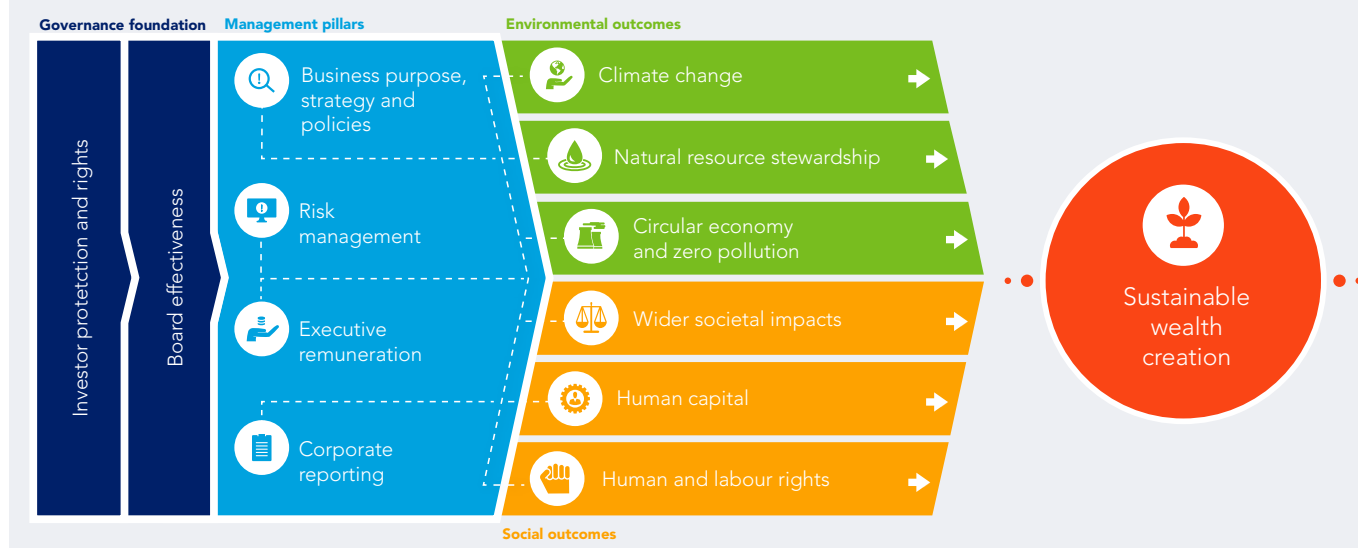 Governance foundation
Management pillars
Environmental outcomes
Investor protetction and rights
Board effectiveness
Business purpose,
strategy and
policies
Risk
management
Executive
remuneration
Corporate
reporting
Climate change
Natural resource stewardship
Circular economy
and zero pollution
Wider societal impacts
Human capital
Human and labour rights
Social outcomes
Sustainable
wealth
creation